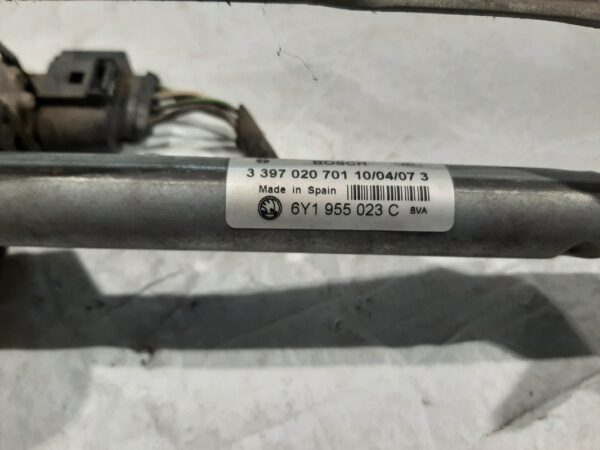 BOSCH
3 397 020 701 10/04/07 3
Made in Spain
6Y1 955 023 C 8VA